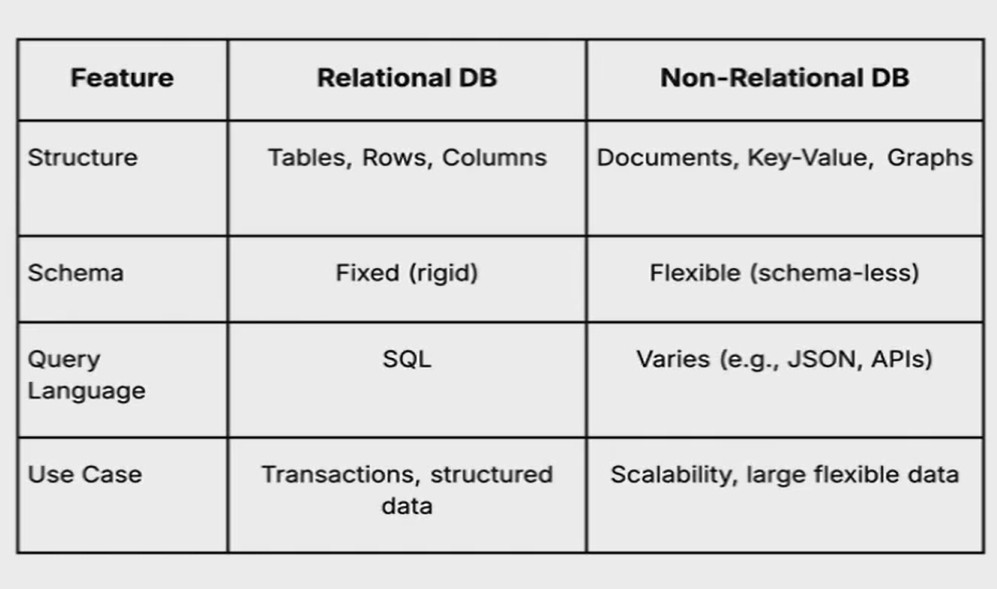 Feature
Relational DB
Non-Relational DB
Structure
Tables, Rows, Columns
Documents, Key-Value, Graphs
Schema
Fixed (rigid)
Flexible (schema-less)
Query
Language
SQL
Varies (e.g., JSON, APIs)
Use Case
Transactions, structured
data
Scalability, large flexible data